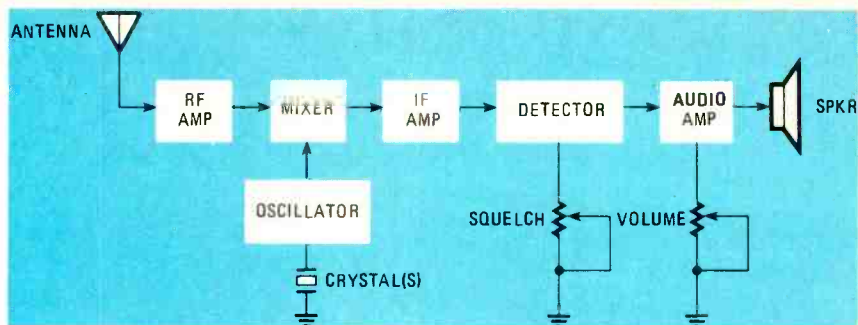 ANTENNA
RF
AMP
MIXER
IF
AMP
DETECTOR
AUDIO
AMP
SPKR
OSCILLATOR
SQUELCH
VOLUME
CRYSTAL(S)